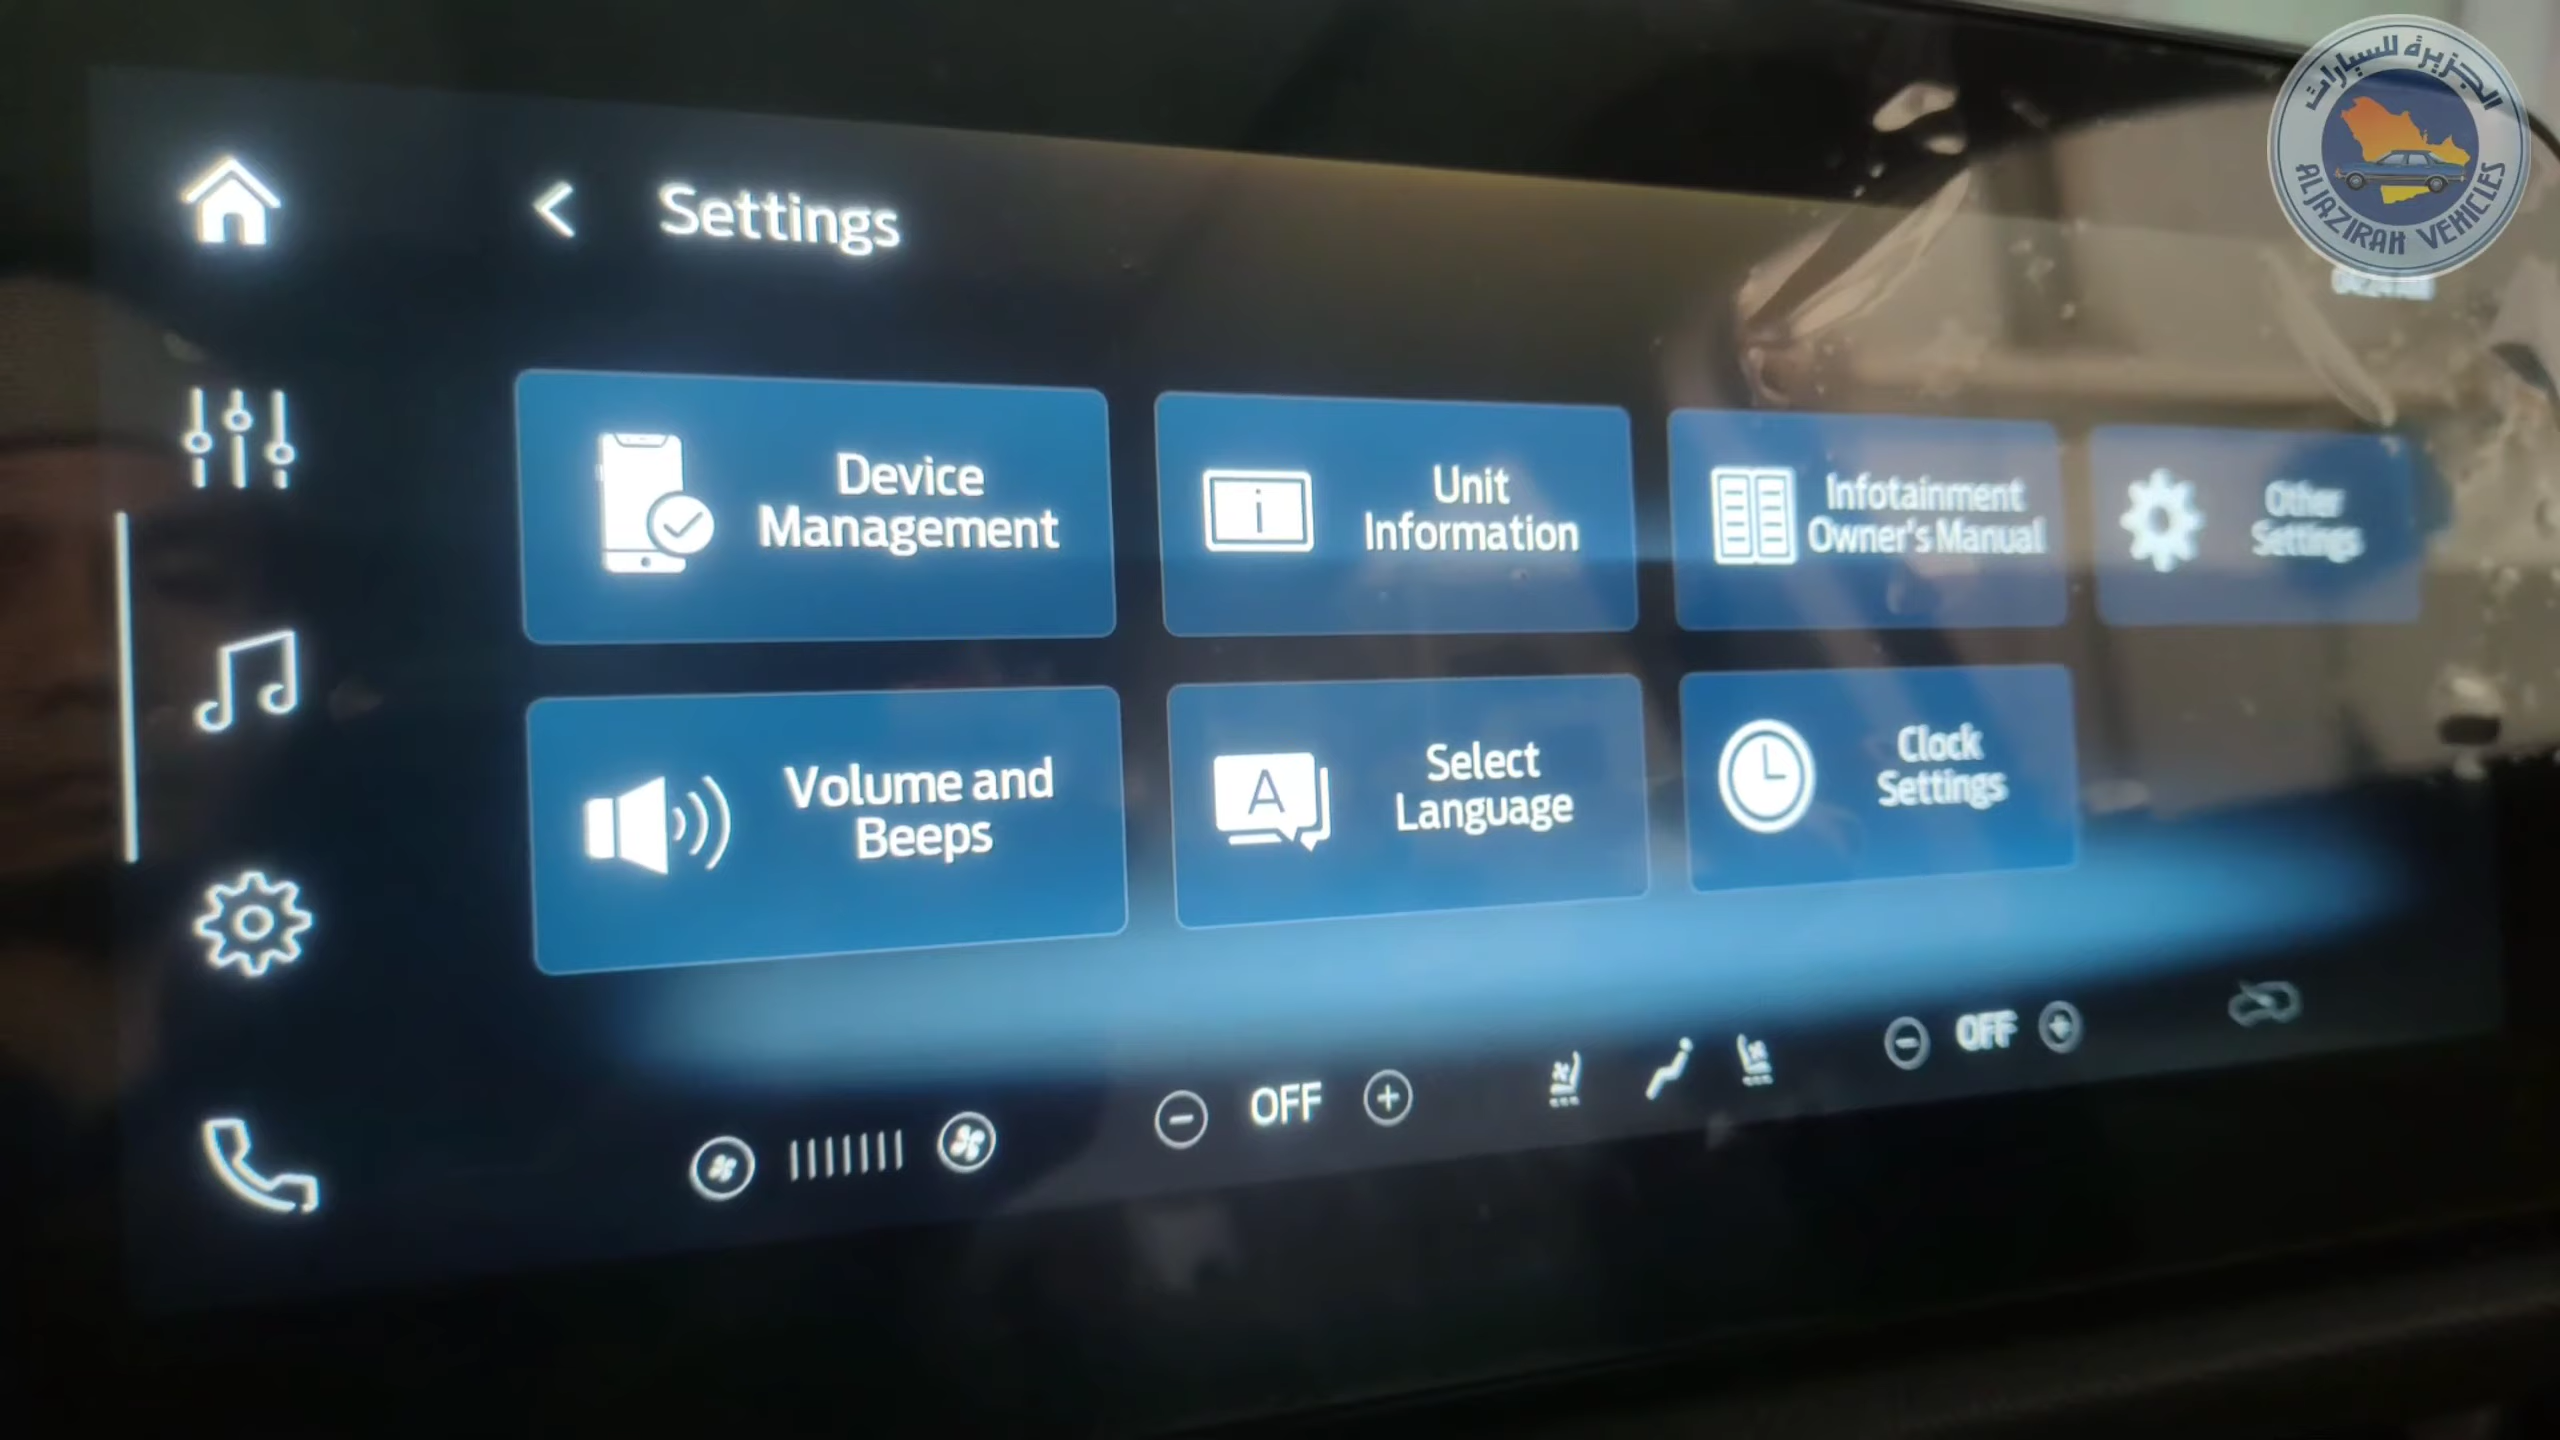 الجزيرة للسيارات
ALJAZIRAH VEHICLES
Settings
Device
Management
Unit
Information
Infotainment
Owner's Manual
Other
Settings
Volume and
Beeps
A
Select
Language
Clock
Settings
OFF
OFF